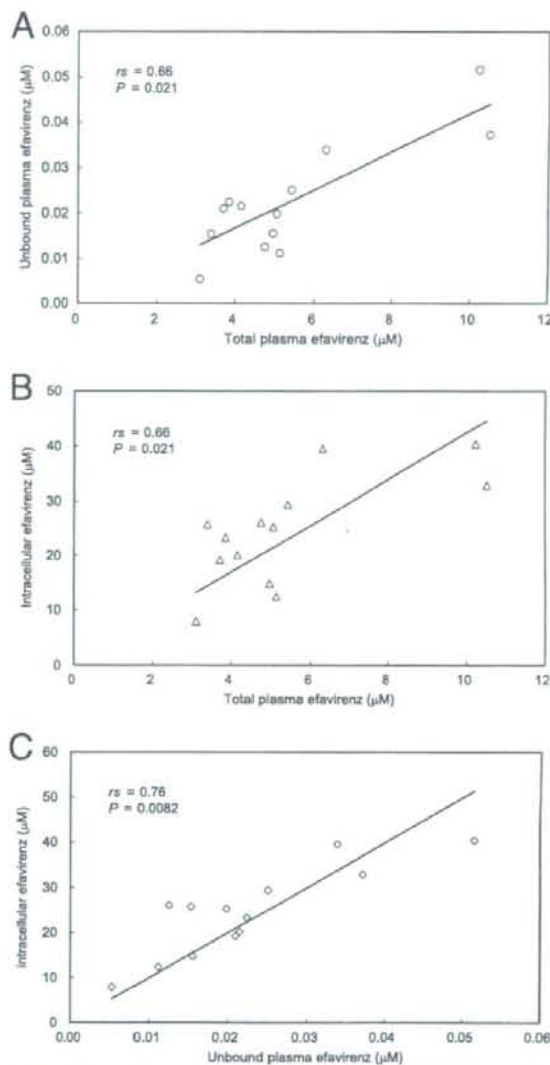 A
0.06
0.05
0.04
0.03
0.02
0.01
0.00
Unbound plasma efavirenz (μM)
rs = 0.66
P = 0.021
0 2 4 6 8 10 12
Total plasma efavirenz (μM)
B
50
40
30
20
10
0
Intracellular efavirenz (μM)
rs = 0.66
P = 0.021
0 2 4 6 8 10 12
Total plasma efavirenz (μM)
C
60
50
40
30
20
10
0
intracellular efavirenz (μM)
rs = 0.76
P = 0.0082
0.00 0.01 0.02 0.03 0.04 0.05 0.06
Unbound plasma efavirenz (μM)